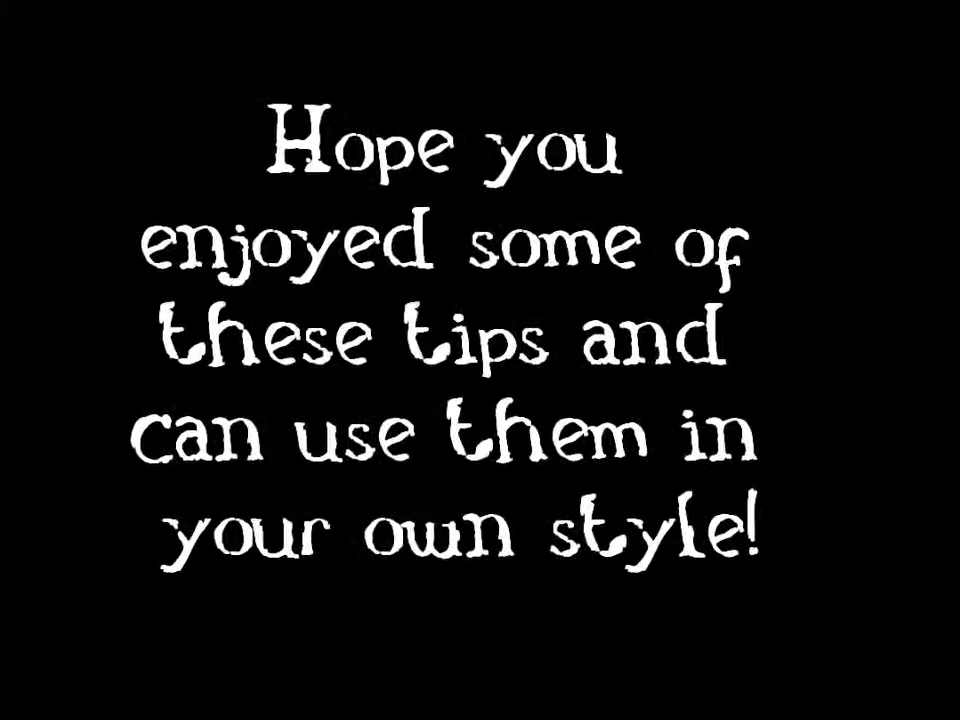 Hope you
enjoyed some of
these tips and
can use them in
your own style!